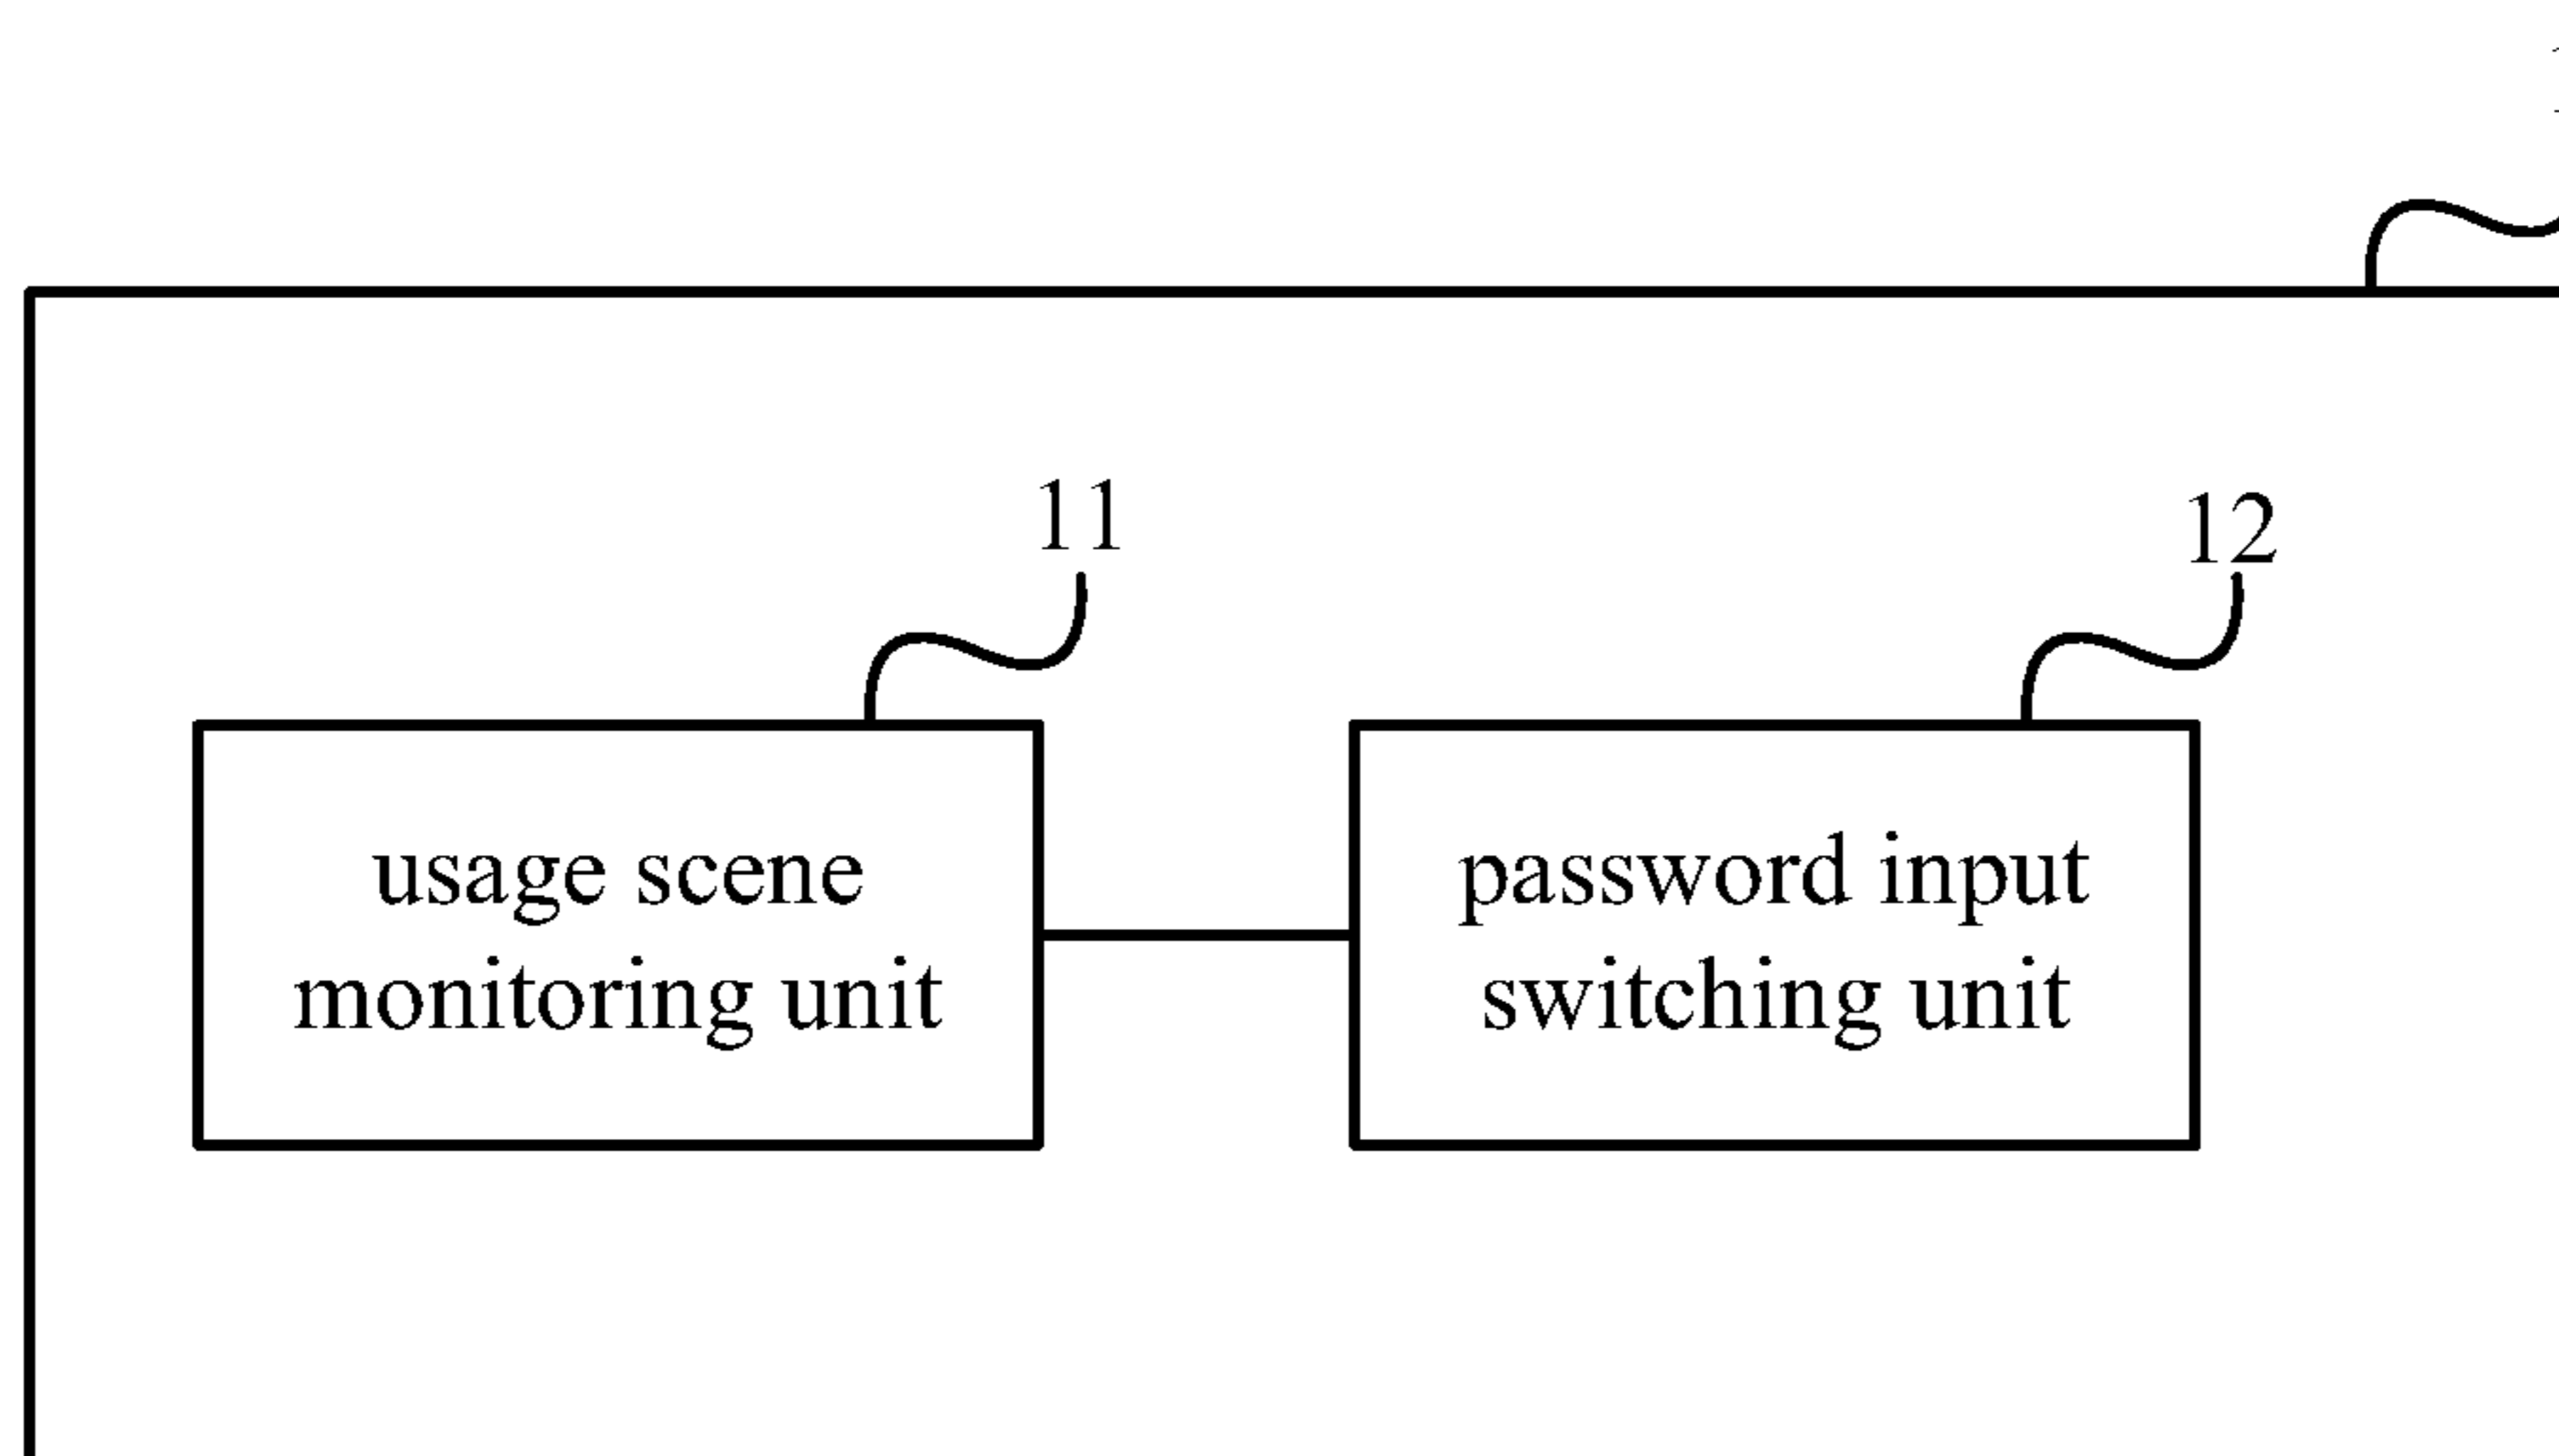 11
12
usage scene
monitoring unit
password input
switching unit